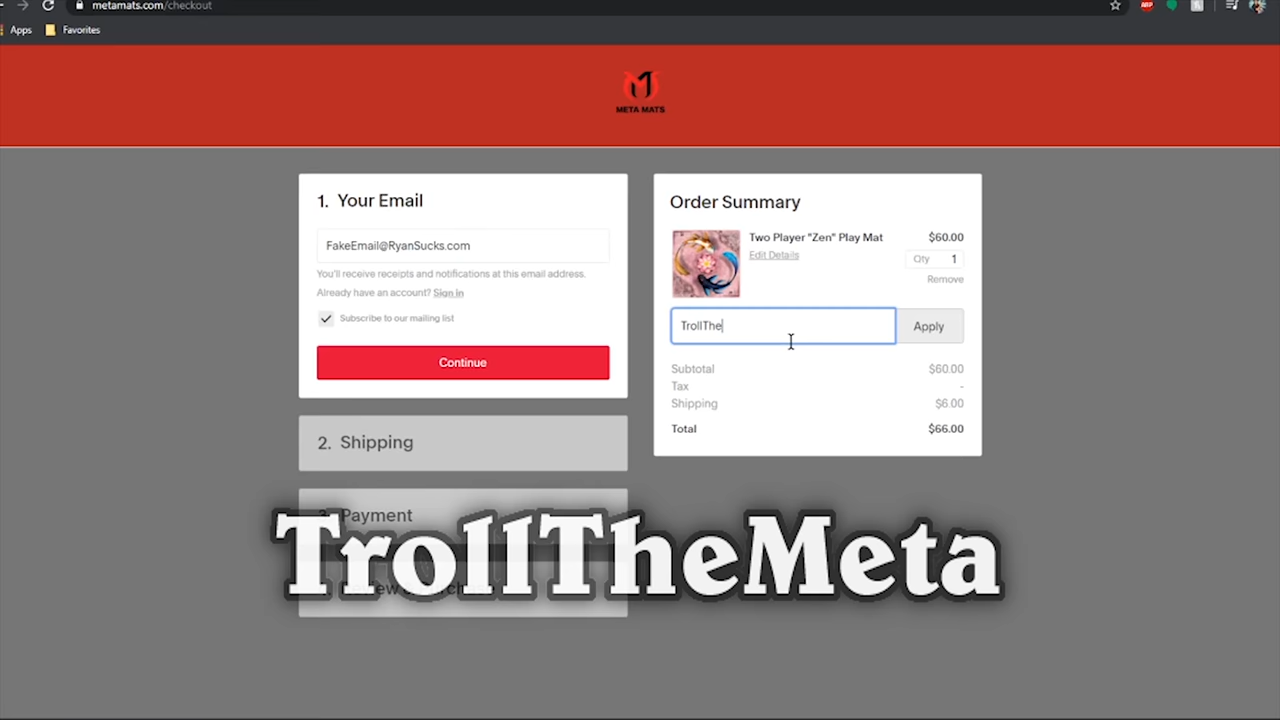 metamats.com/checkout
ABP
Apps
Favorites
META MATS
1. Your Email
FakeEmail@RyanSucks.com
You'll receive receipts and notifications at this email address.
Already have an account? Sign in
Subscribe to our mailing list
Continue
2. Shipping
Payment
Order Summary
Two Player "Zen" Play Mat
$60.00
Edit Details
Qty 1
Remove
TrollThe
Apply
Subtotal $60.00
Tax -
Shipping $6.00
Total $66.00
TrollTheMeta